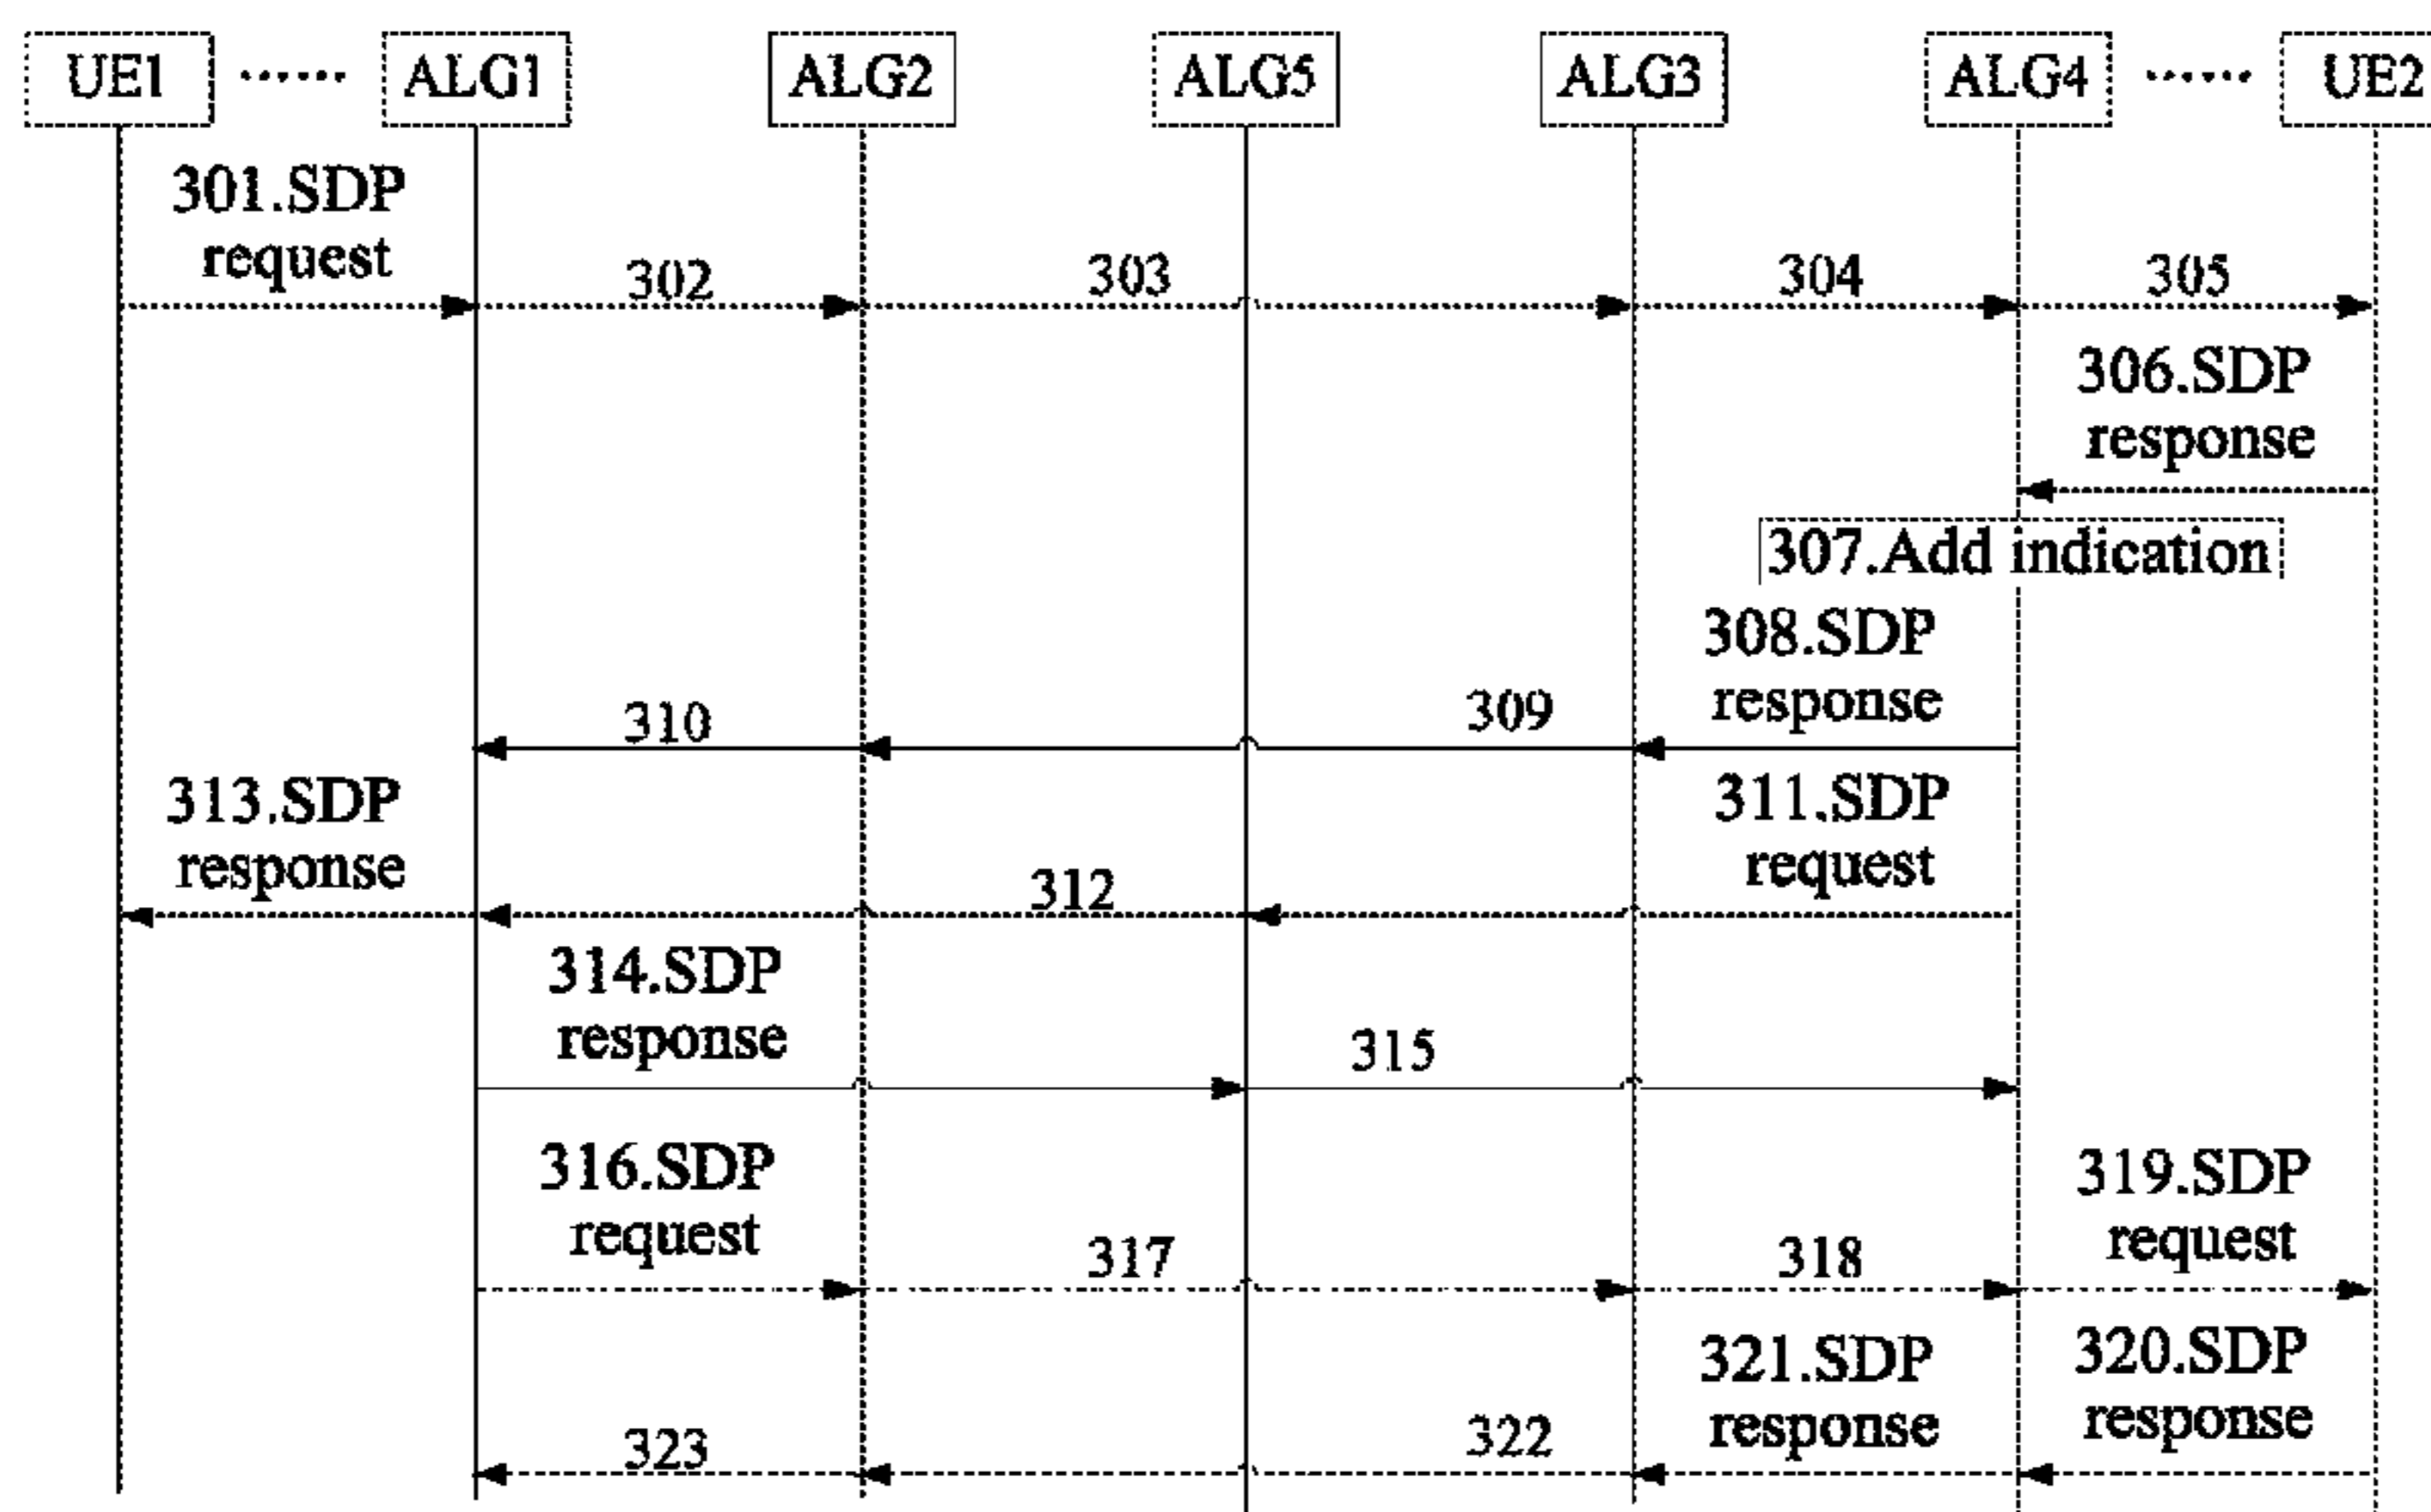 UE1 ...... ALG1 ALG2 ALG5 ALG3 ALG4 ...... UE2
301.SDP
request
302
303
304
305
306.SDP
response
307.Add indication
308.SDP
response
309
310
311.SDP
request
312
313.SDP
response
314.SDP
response
315
316.SDP
request
317
318
319.SDP
request
320.SDP
response
321.SDP
response
322
323